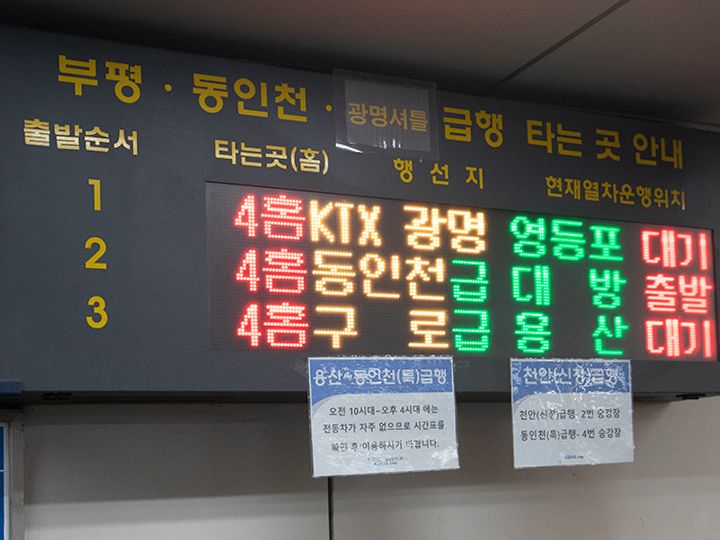 부평 · 동인천 · 광명셔틀 급행 타는 곳 안내
출발순서 타는곳(홈) 행 선 지 현재열차운행위치
1 4홈 KTX 광명 영등포 대기
2 4홈 동인천 급 대 방 출발
3 4홈 구 로 급 용 산 대기
용산~동인천(특)급행
오전 10시대~오후 4시대 에는
전동차가 자주 없으므로 시간표를
확인 후 이용하시기 바랍니다.
천안(신창)급행
천안(신창)급행- 2번 승강장
동인천(특)급행- 4번 승강장